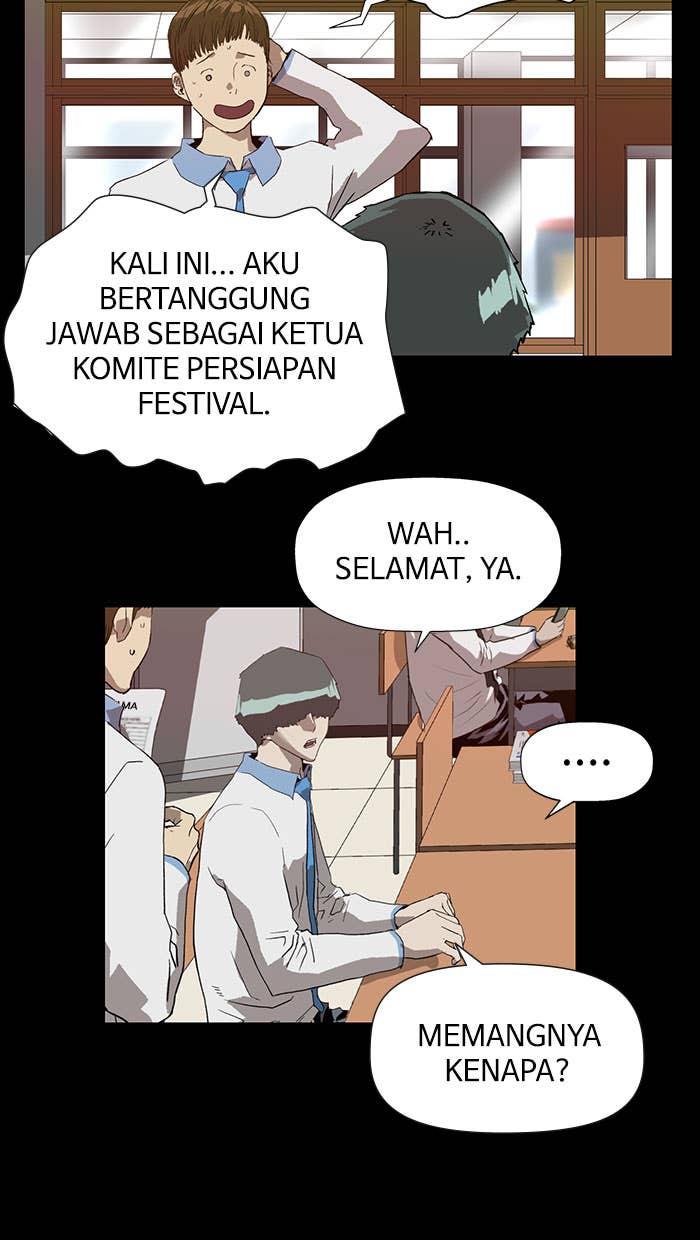 KALI INI... AKU
BERTANGGUNG
JAWAB SEBAGAI KETUA
KOMITE PERSIAPAN
FESTIVAL.
WAH..
SELAMAT, YA.
....
MEMANGNYA
KENAPA?